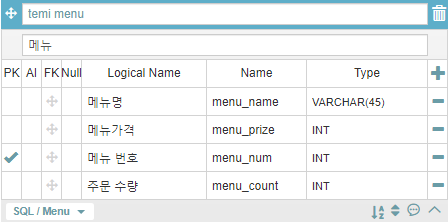 temi menu
메뉴
PK AI FK Null Logical Name Name Type
메뉴명 menu_name VARCHAR(45)
메뉴가격 menu_prize INT
메뉴 번호 menu_num INT
주문 수량 menu_count INT
SQL / Menu